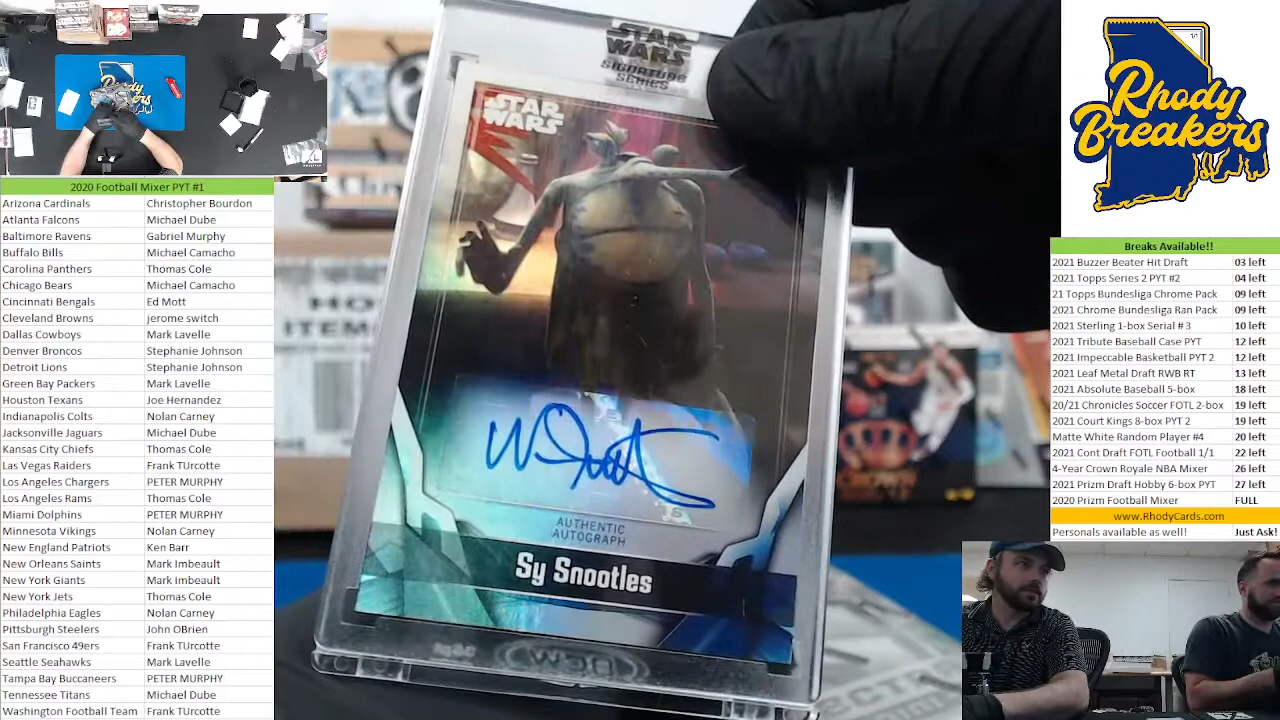 2020 Football Mixer PYT #1
Arizona Cardinals Christopher Bourdon
Atlanta Falcons Michael Dube
Baltimore Ravens Gabriel Murphy
Buffalo Bills Michael Camacho
Carolina Panthers Thomas Cole
Chicago Bears Michael Camacho
Cincinnati Bengals Ed Mott
Cleveland Browns jerome switch
Dallas Cowboys Mark Lavelle
Denver Broncos Stephanie Johnson
Detroit Lions Stephanie Johnson
Green Bay Packers Mark Lavelle
Houston Texans Joe Hernandez
Indianapolis Colts Nolan Carney
Jacksonville Jaguars Michael Dube
Kansas City Chiefs Thomas Cole
Las Vegas Raiders Frank TUrcotte
Los Angeles Chargers PETER MURPHY
Los Angeles Rams Thomas Cole
Miami Dolphins PETER MURPHY
Minnesota Vikings Nolan Carney
New England Patriots Ken Barr
New Orleans Saints Mark Imbeault
New York Giants Mark Imbeault
New York Jets Thomas Cole
Philadelphia Eagles Nolan Carney
Pittsburgh Steelers John OBrien
San Francisco 49ers Frank TUrcotte
Seattle Seahawks Mark Lavelle
Tampa Bay Buccaneers PETER MURPHY
Tennessee Titans Michael Dube
Washington Football Team Frank TUrcotte
STAR
WARS
SIGNATURE
SERIES
STAR
WARS
AUTHENTIC
AUTOGRAPH
Sy Snootles
CROWN
Rhody
Breakers
Breaks Available!!
2021 Buzzer Beater Hit Draft 03 left
2021 Topps Series 2 PYT #2 04 left
21 Topps Bundesliga Chrome Pack 09 left
2021 Chrome Bundesliga Ran Pack 09 left
2021 Sterling 1-box Serial # 3 10 left
2021 Tribute Baseball Case PYT 12 left
2021 Impeccable Basketball PYT 2 12 left
2021 Leaf Metal Draft RWB RT 13 left
2021 Absolute Baseball 5-box 18 left
20/21 Chronicles Soccer FOTL 2-box 19 left
2021 Court Kings 8-box PYT 2 19 left
Matte White Random Player #4 20 left
2021 Cont Draft FOTL Football 1/1 22 left
4-Year Crown Royale NBA Mixer 26 left
2021 Prizm Draft Hobby 6-box PYT 27 left
2020 Prizm Football Mixer FULL
www.RhodyCards.com
Personals available as well! Just Ask!